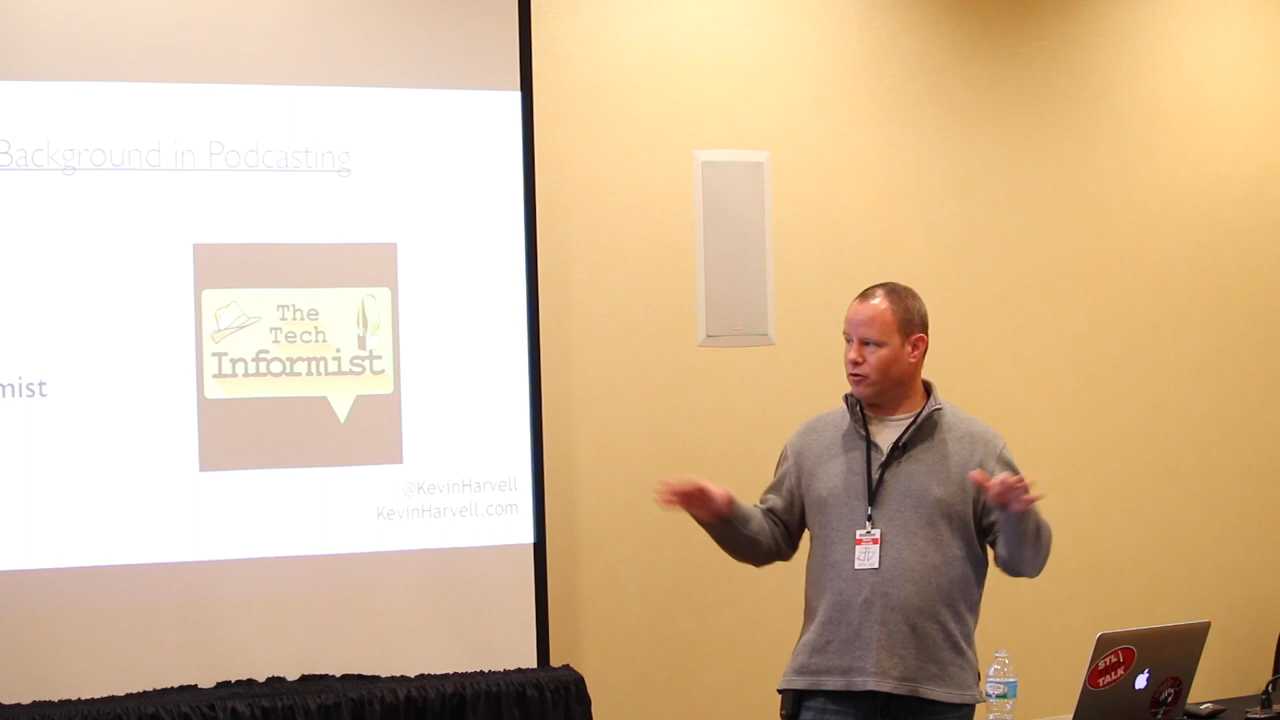 Background in Podcasting
The
Tech
Informist
mist
@KevinHarvell
KevinHarvell.com
STL
TALK